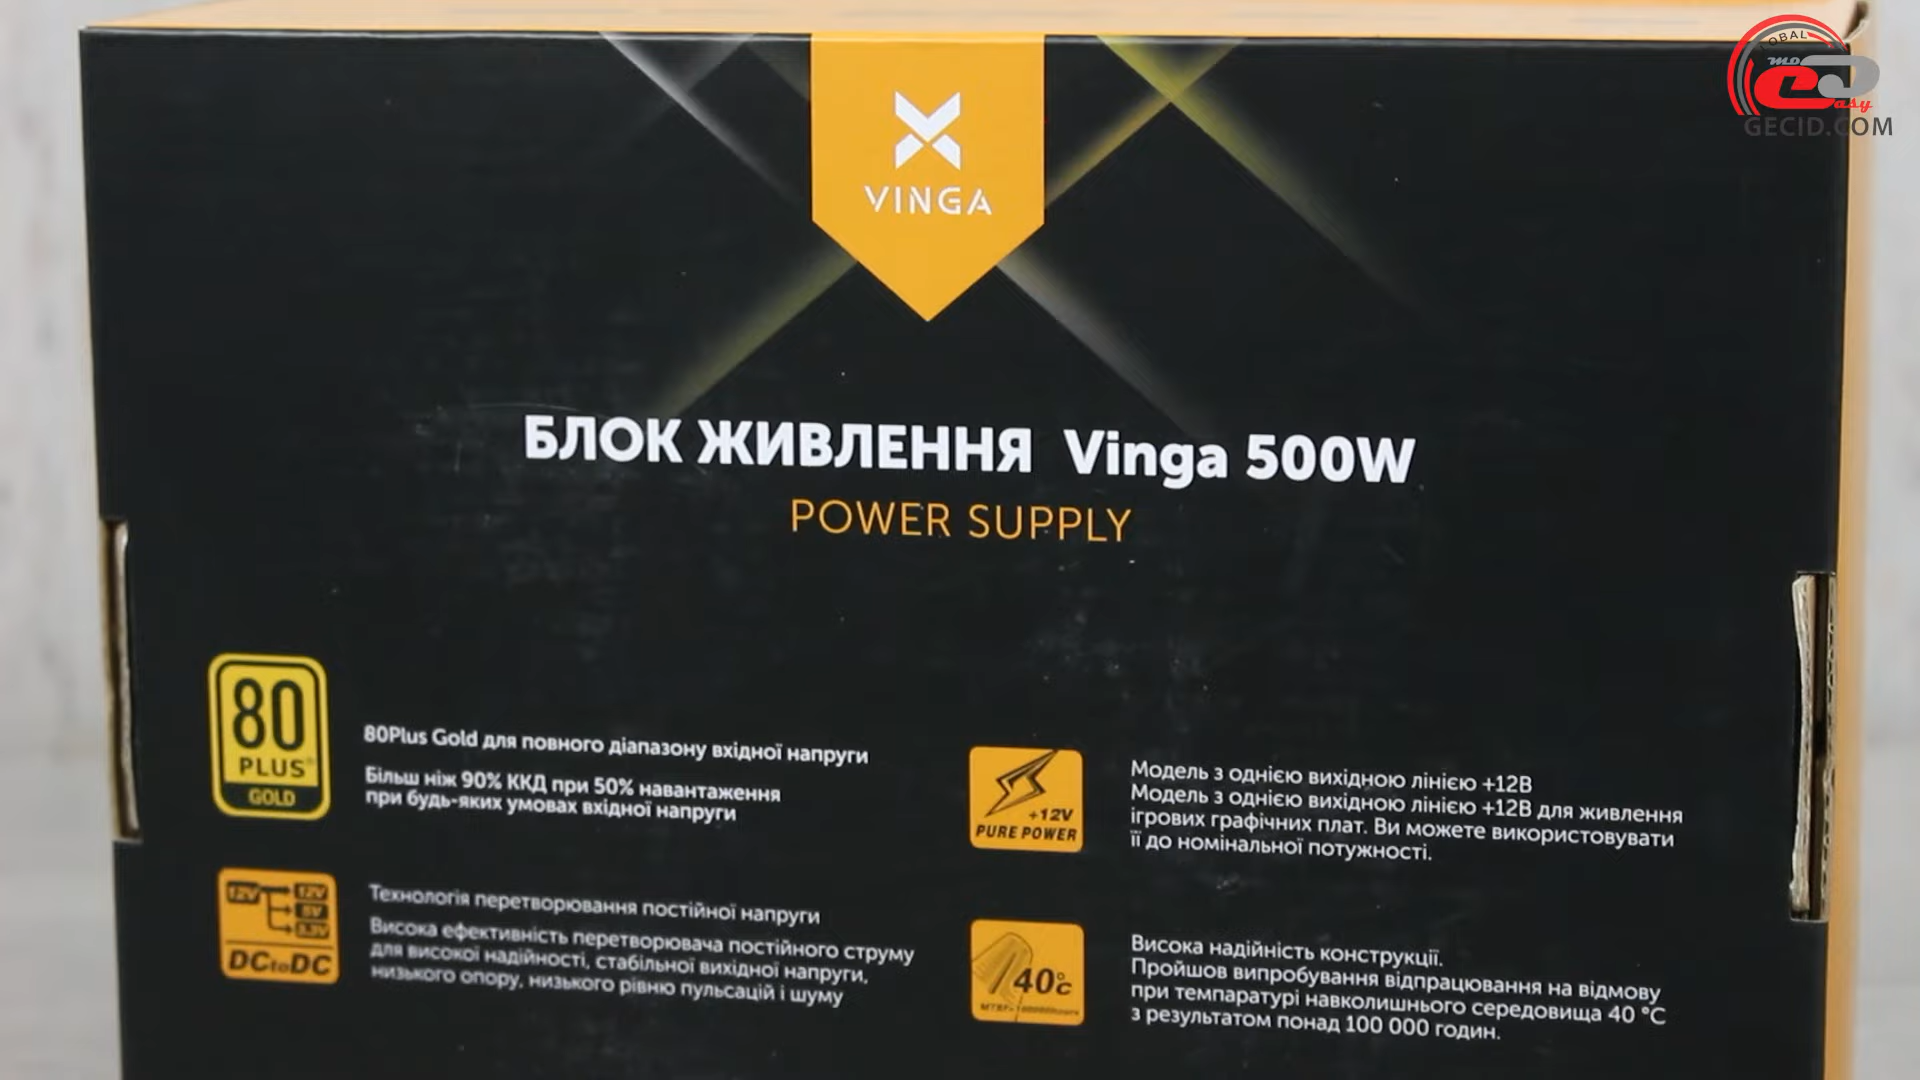 GLOBAL
mo
easy
GECID.COM
VINGA
БЛОК ЖИВЛЕННЯ Vinga 500W
POWER SUPPLY
80
PLUS®
GOLD
80Plus Gold для повного діапазону вхідної напруги
Більш ніж 90% ККД при 50% навантаження
при будь-яких умовах вхідної напруги
12V 12V
5V
3.3V
DCtoDC
Технологія перетворювання постійної напруги
Висока ефективність перетворювача постійного струму
для високої надійності, стабільної вихідної напруги,
низького опору, низького рівню пульсацій і шуму
+12V
PURE POWER
Модель з однією вихідною лінією +12В
Модель з однією вихідною лінією +12В для живлення
ігрових графічних плат. Ви можете використовувати
її до номінальної потужності.
40°c
Висока надійність конструкції.
Пройшов випробування відпрацювання на відмову
при темпаратурі навколишнього середовища 40 °С
з результатом понад 100 000 годин.